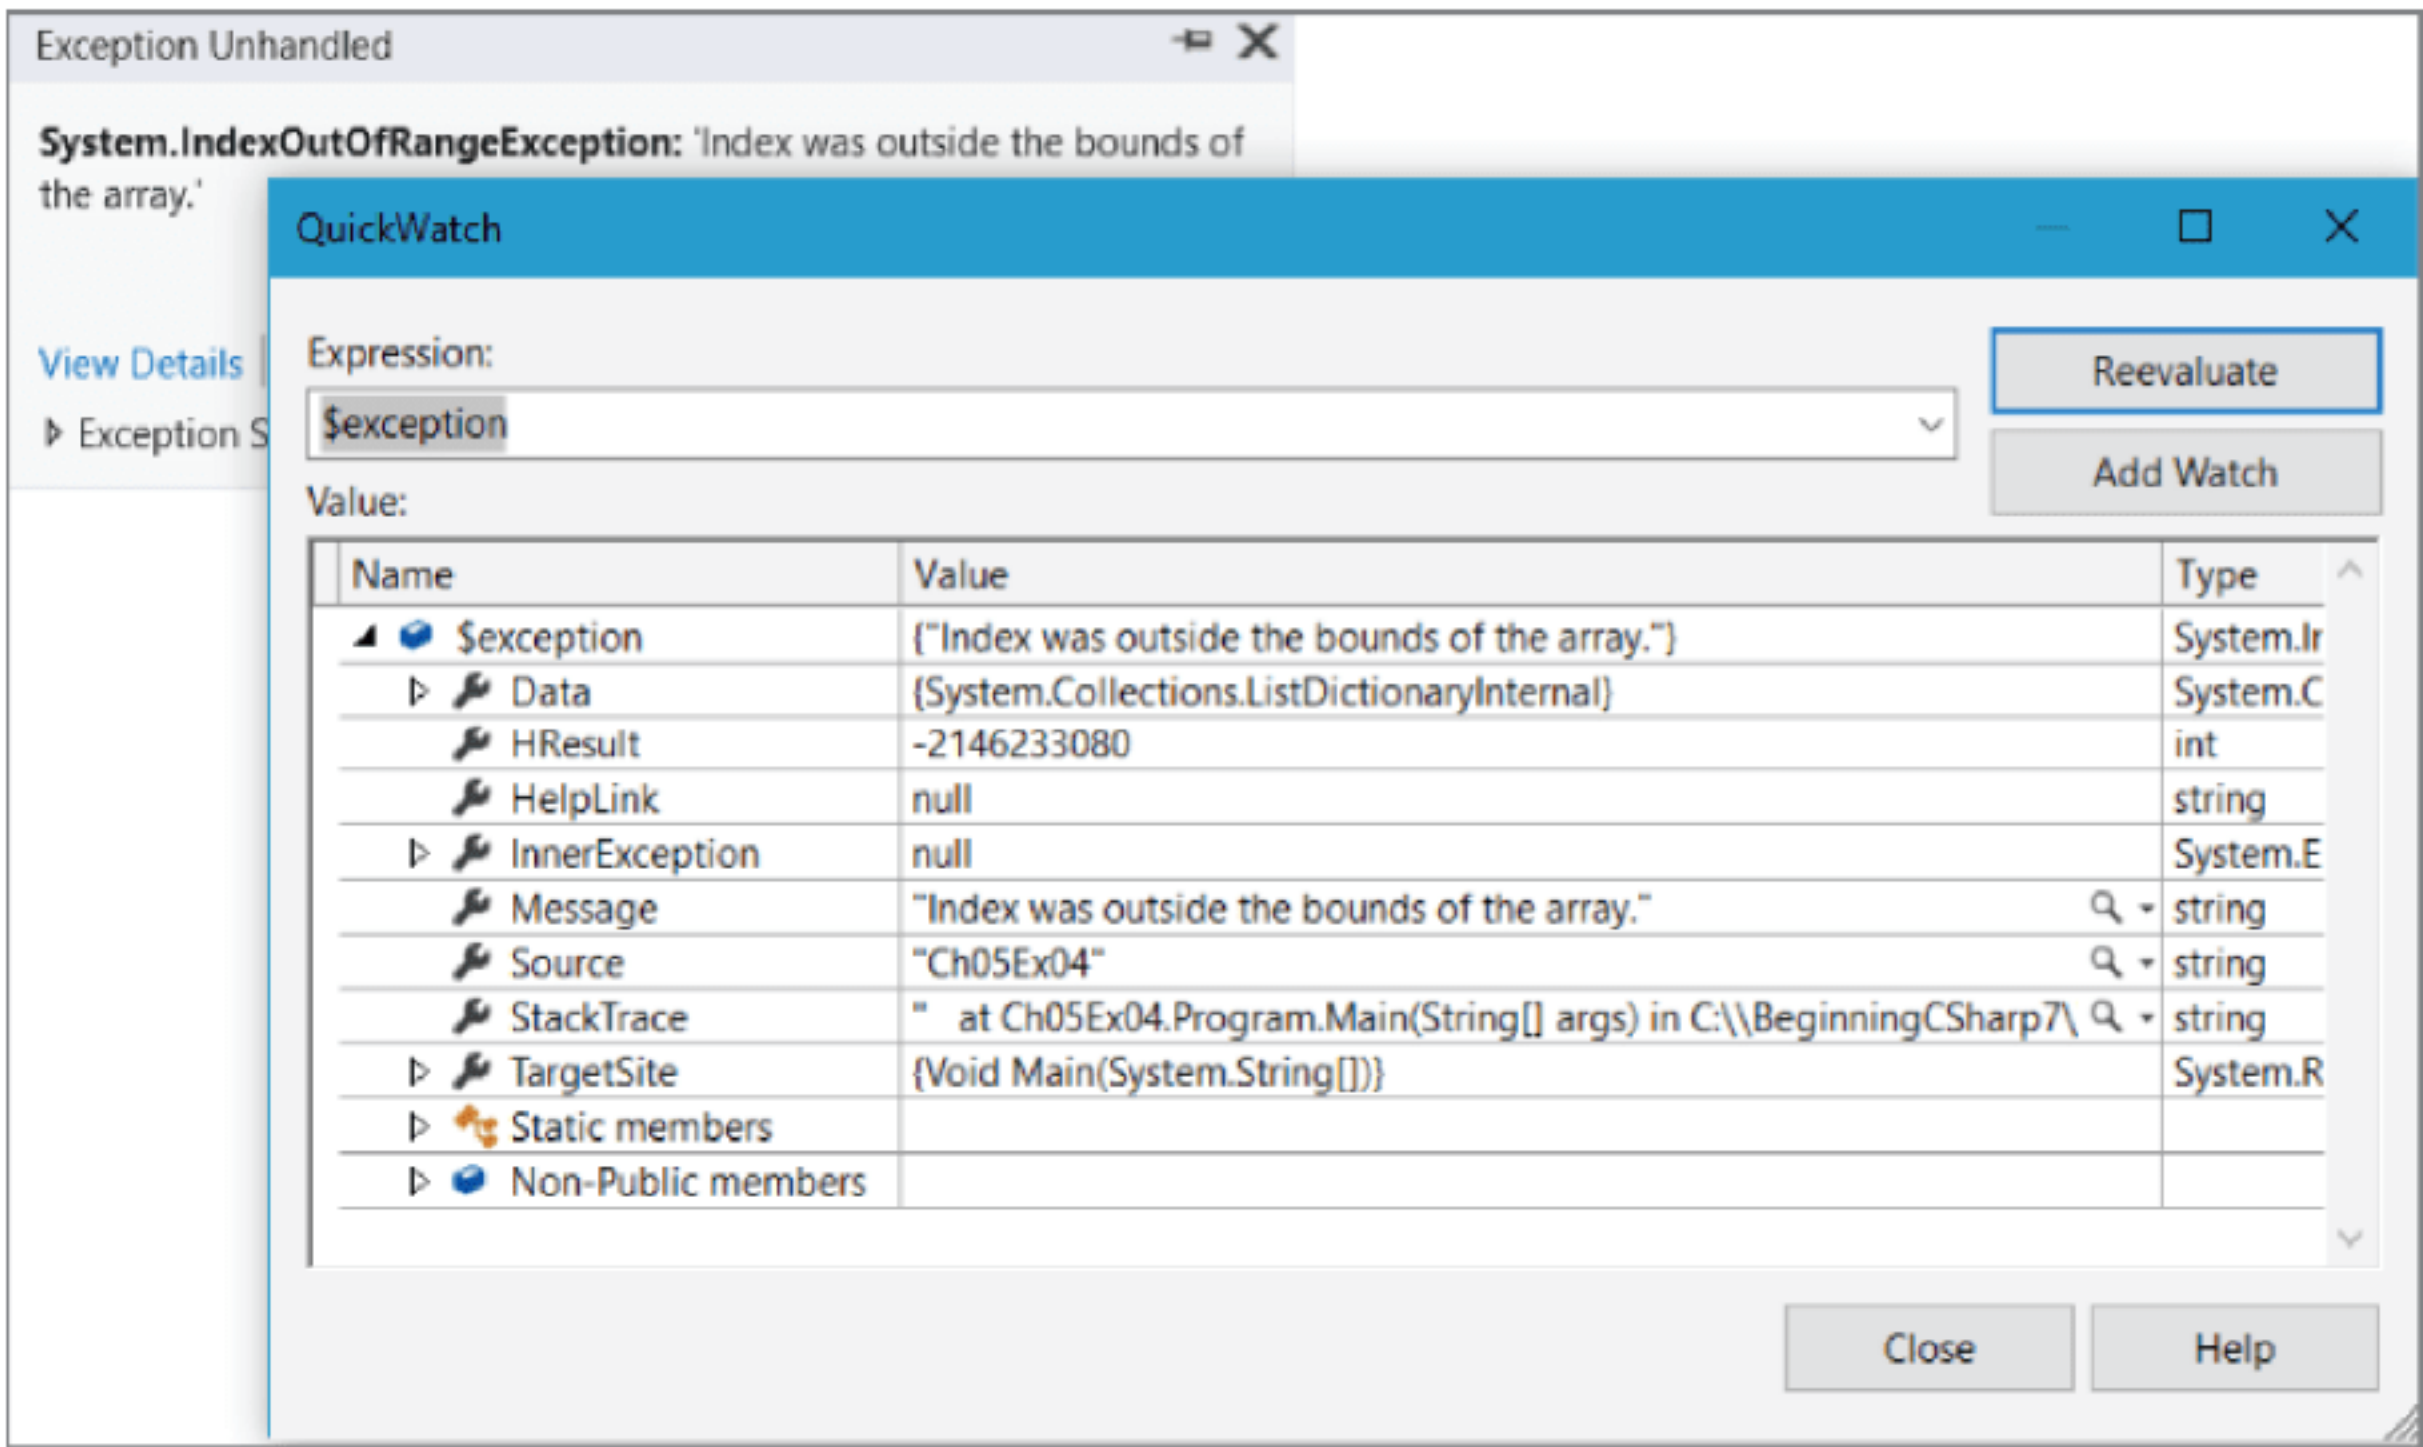 Exception Unhandled
System.IndexOutOfRangeException: 'Index was outside the bounds of
the array.'
View Details
Exception S
QuickWatch
Expression:
$exception
Reevaluate
Add Watch
Value:
Name Value Type
$exception {"Index was outside the bounds of the array."} System.Ir
Data {System.Collections.ListDictionaryInternal} System.C
HResult -2146233080 int
HelpLink null string
InnerException null System.E
Message "Index was outside the bounds of the array." string
Source "Ch05Ex04" string
StackTrace "   at Ch05Ex04.Program.Main(String[] args) in C:\\BeginningCSharp7\ string
TargetSite {Void Main(System.String[])} System.R
Static members
Non-Public members
Close Help